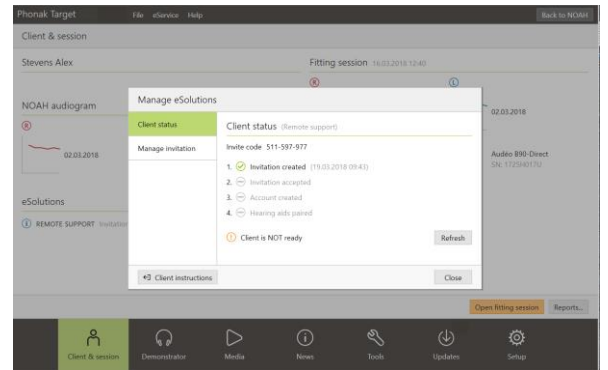 Phonak Target File eService Help Back to NOAH
Client & session
Stevens Alex Fitting session 16.03.2018 12:40
R L
NOAH audiogram
R
02.03.2018
02.03.2018
Audéo B90-Direct
SN: 1725H017U
eSolutions
REMOTE SUPPORT Invitation
Manage eSolutions
Client status
Manage invitation
Client status (Remote support)
Invite code 511-597-977
1. Invitation created (19.03.2018 09:43)
2. Invitation accepted
3. Account created
4. Hearing aids paired
Client is NOT ready Refresh
Client instructions Close
Open fitting session Reports...
Client & session Demonstrator Media News Tools Updates Setup